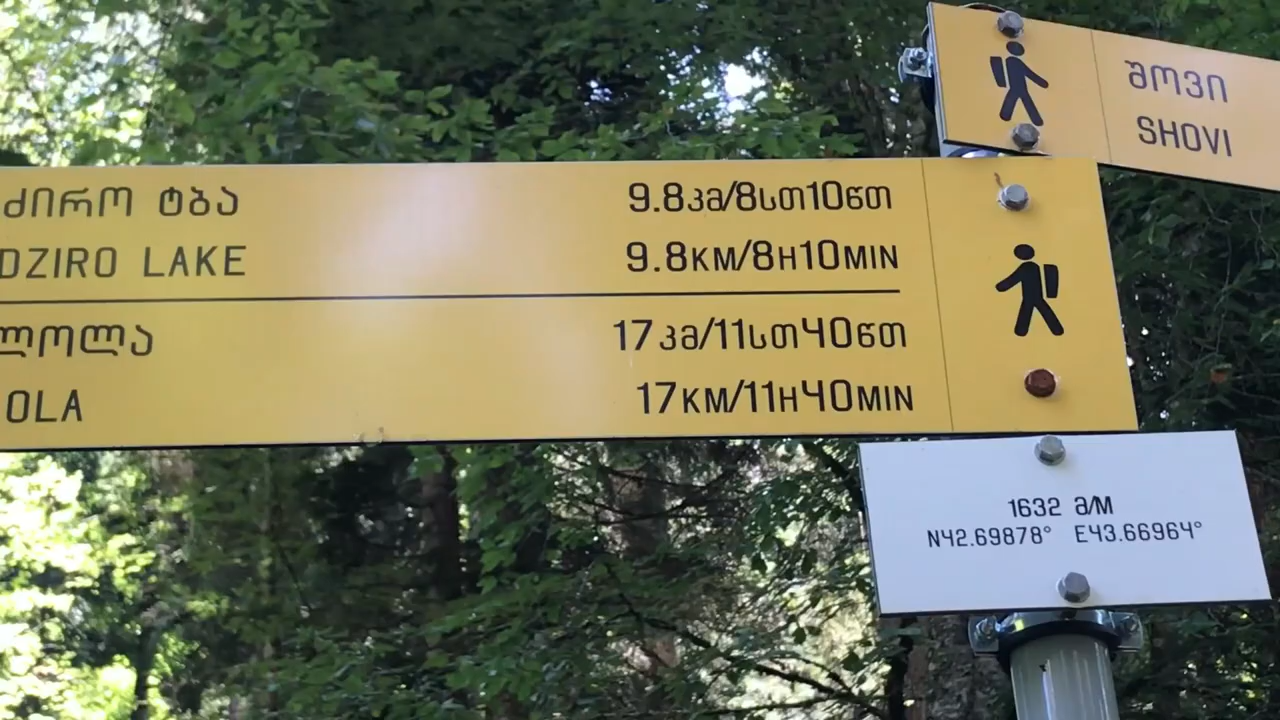 შოვი
SHOVI
ძირო ტბა 9.8კმ/8სთ10წთ
DZIRO LAKE 9.8KM/8H10MIN
ლოლა 17კმ/11სთ40წთ
OLA 17KM/11H40MIN
1632 მ/M
N42.69878° E43.66964°